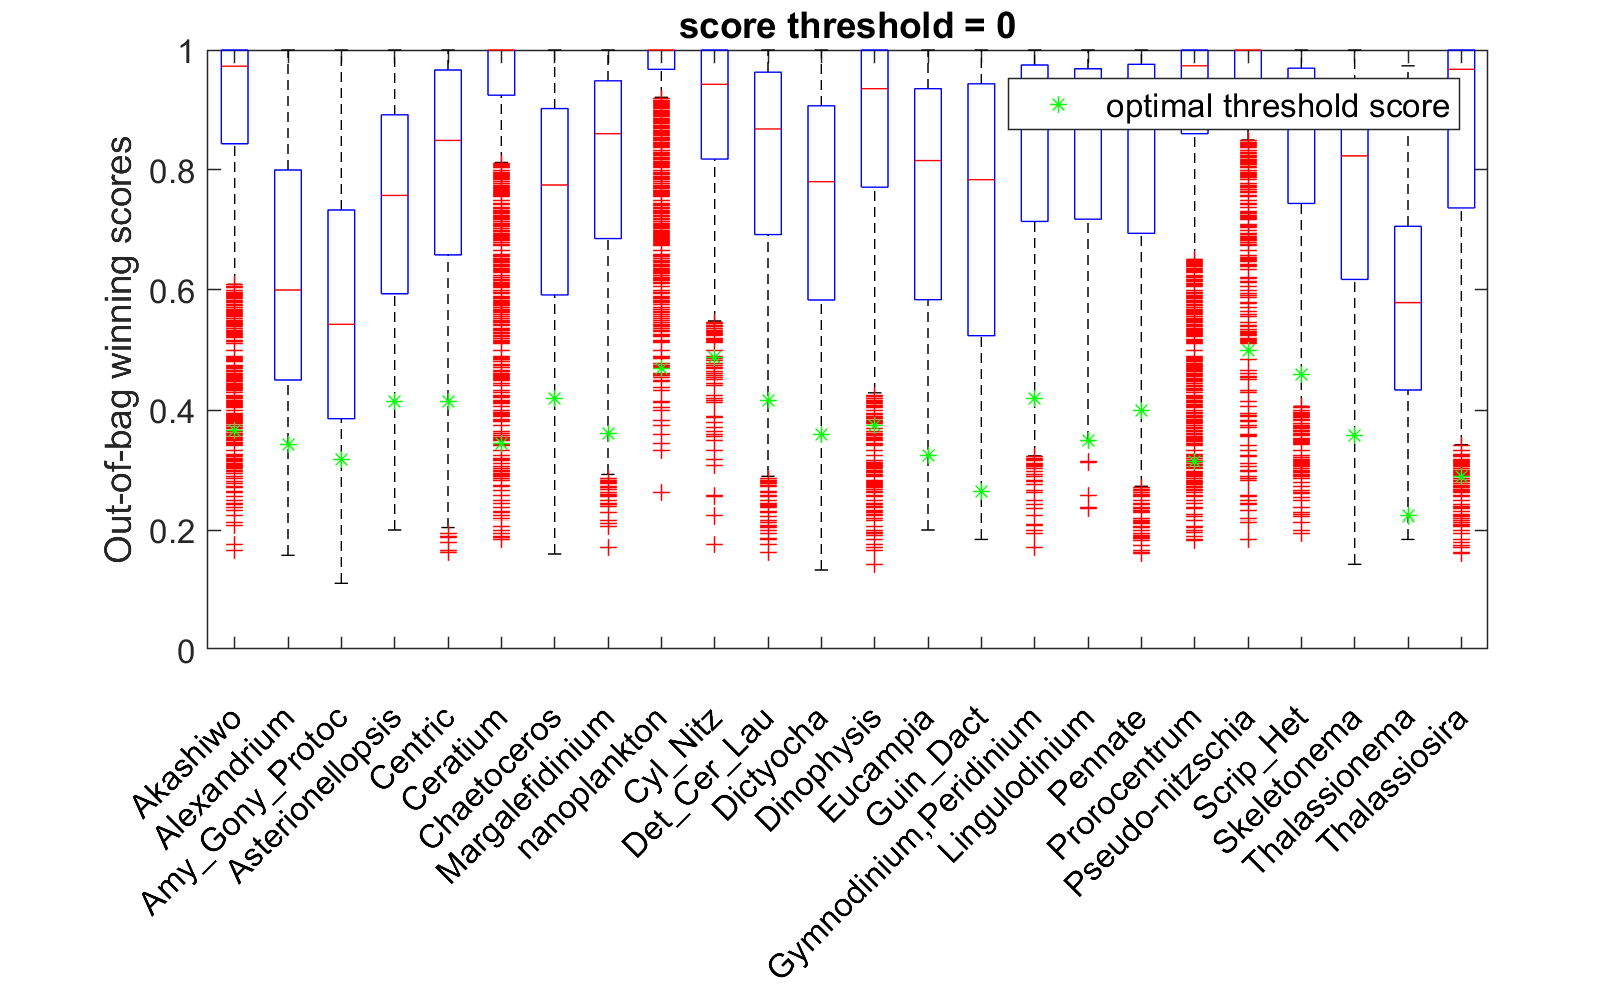 score threshold = 0
optimal threshold score
Out-of-bag winning scores
1
0.8
0.6
0.4
0.2
0
Akashiwo
Alexandrium
Amy_Gony_Protoc
Asterionellopsis
Centric
Ceratium
Chaetoceros
Margalefidinium
nanoplankton
Cyl_Nitz
Det_Cer_Lau
Dictyocha
Dinophysis
Eucampia
Guin_Dact
Gymnodinium,Peridinium
Lingulodinium
Pennate
Prorocentrum
Pseudo-nitzschia
Scrip_Het
Skeletonema
Thalassionema
Thalassiosira